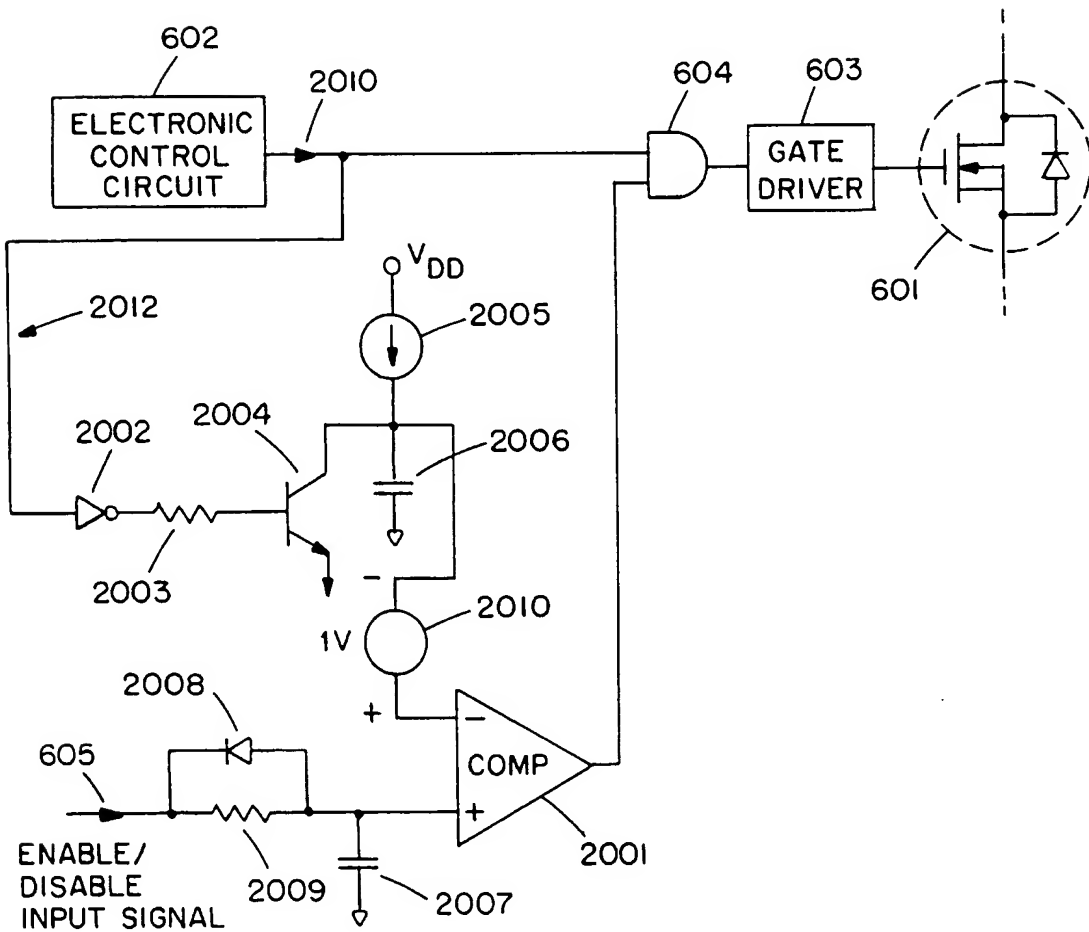 602
2010
604
603
ELECTRONIC
CONTROL
CIRCUIT
GATE
DRIVER
601
VDD
2012
2005
2004
2002
2006
2003
-
2010
1V
2008
+
-
COMP
605
+
ENABLE/
DISABLE
INPUT SIGNAL
2009
2007
2001